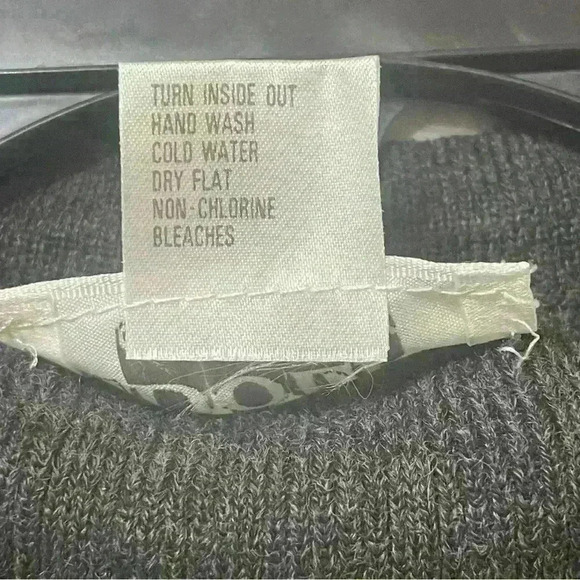 TURN INSIDE OUT
HAND WASH
COLD WATER
DRY FLAT
NON-CHLORINE
BLEACHES